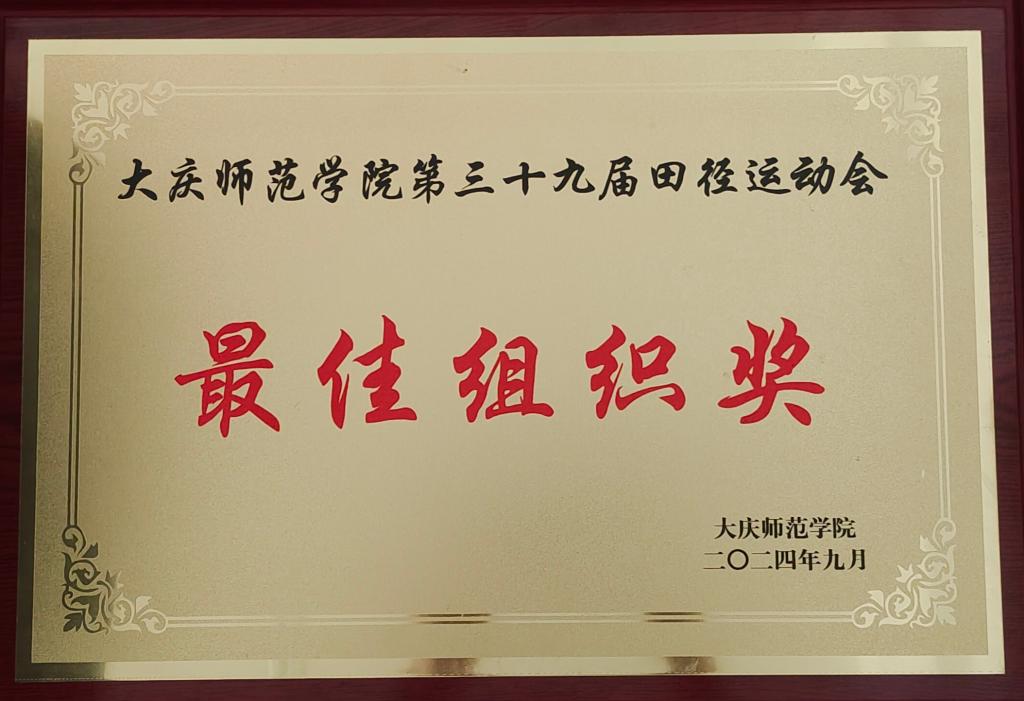 大庆师范学院第三十九届田径运动会
最佳组织奖
大庆师范学院
二〇二四年九月